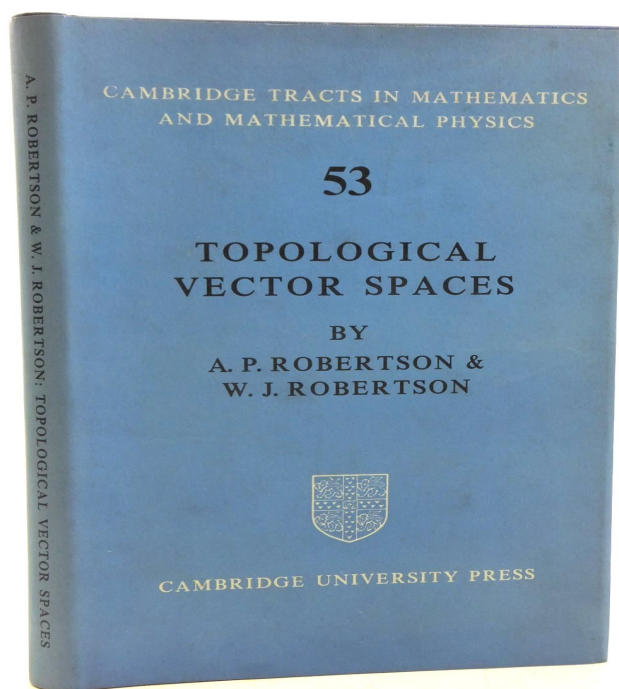 A. P. ROBERTSON & W. J. ROBERTSON: TOPOLOGICAL VECTOR SPACES
CAMBRIDGE TRACTS IN MATHEMATICS
AND MATHEMATICAL PHYSICS
53
TOPOLOGICAL
VECTOR SPACES
BY
A. P. ROBERTSON &
W. J. ROBERTSON
CAMBRIDGE UNIVERSITY PRESS